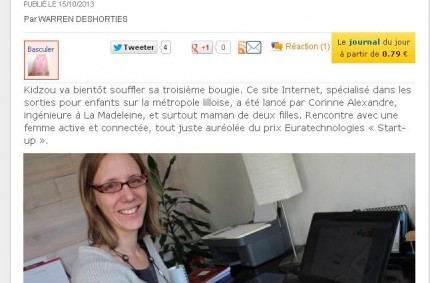 PUBLIÉ LE 15/10/2013
Par WARREN DESHORTIES
Basculer
Tweeter 4 +1 0 Réaction (1)
Le journal du jour
à partir de 0.79 €
Kidzou va bientôt souffler sa troisième bougie. Ce site Internet, spécialisé dans les
sorties pour enfants sur la métropole lilloise, a été lancé par Corinne Alexandre,
ingénieure à La Madeleine, et surtout maman de deux filles. Rencontre avec une
femme active et connectée, tout juste auréolée du prix Euratechnologies « Start-
up ».